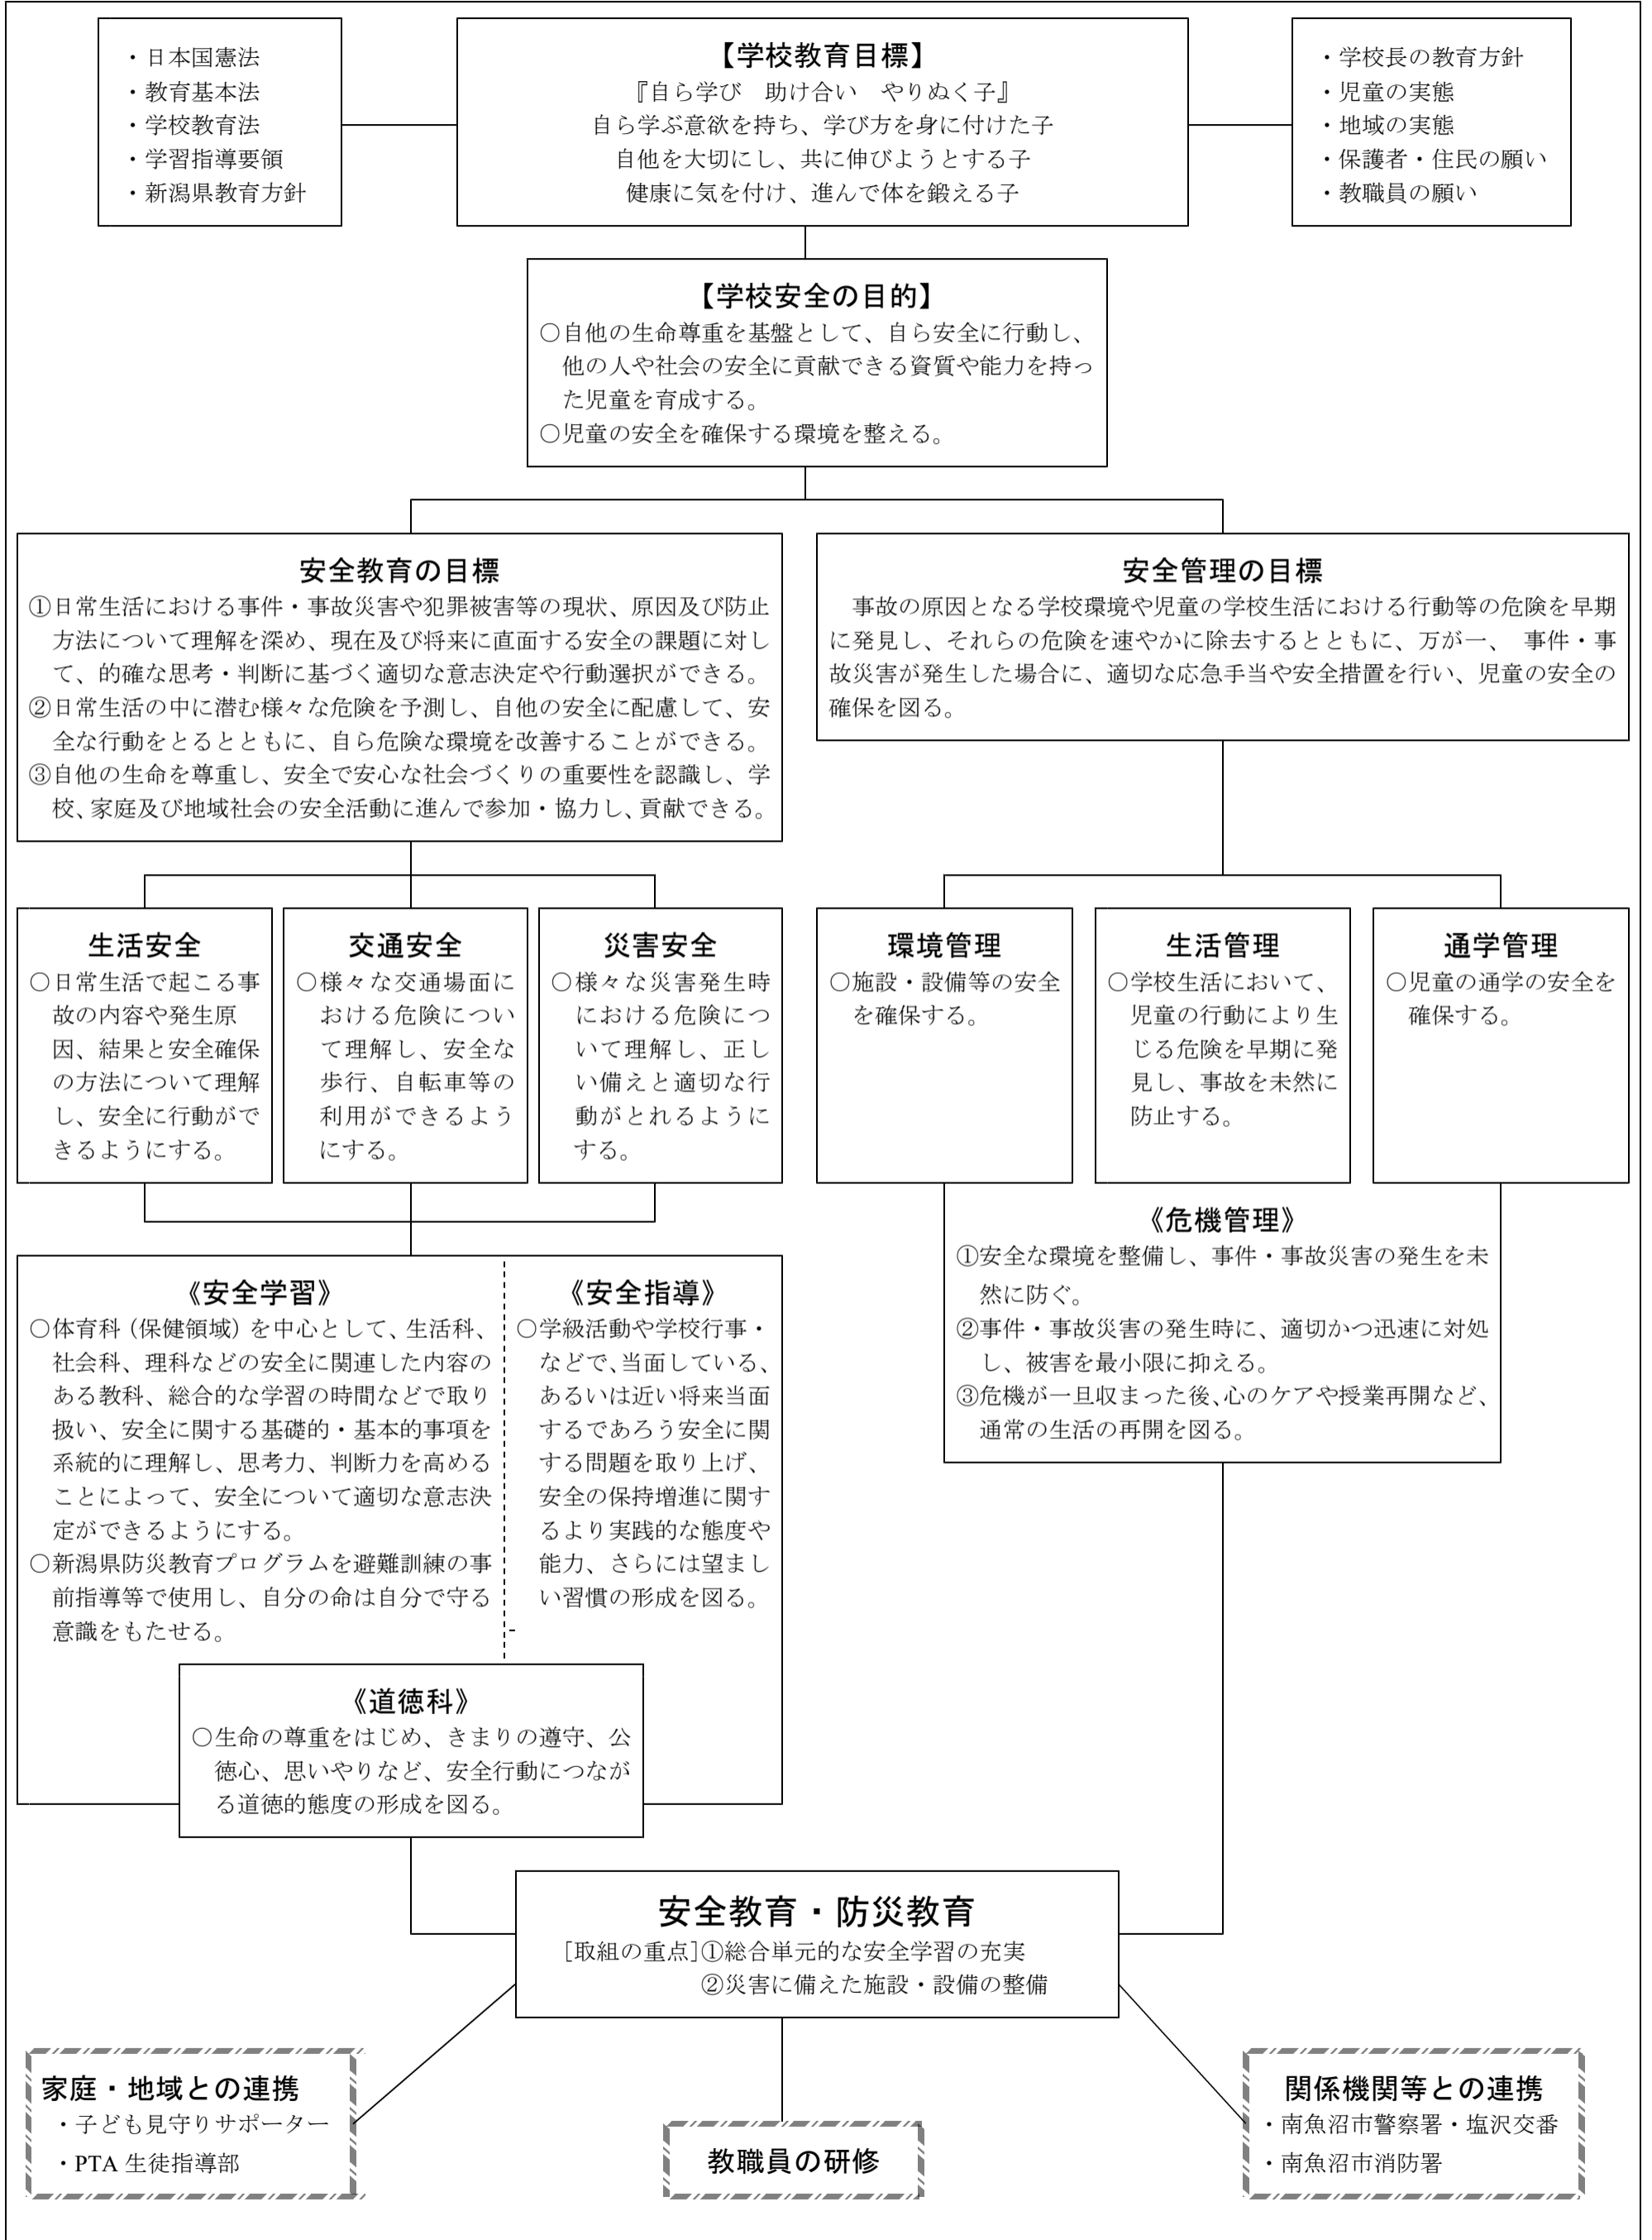 ・日本国憲法
・教育基本法
・学校教育法
・学習指導要領
・新潟県教育方針
【学校教育目標】
『自ら学び　助け合い　やりぬく子』
自ら学ぶ意欲を持ち、学び方を身に付けた子
自他を大切にし、共に伸びようとする子
健康に気を付け、進んで体を鍛える子
・学校長の教育方針
・児童の実態
・地域の実態
・保護者・住民の願い
・教職員の願い
【学校安全の目的】
○自他の生命尊重を基盤として、自ら安全に行動し、
他の人や社会の安全に貢献できる資質や能力を持っ
た児童を育成する。
○児童の安全を確保する環境を整える。
安全教育の目標
①日常生活における事件・事故災害や犯罪被害等の現状、原因及び防止
方法について理解を深め、現在及び将来に直面する安全の課題に対し
て、的確な思考・判断に基づく適切な意志決定や行動選択ができる。
②日常生活の中に潜む様々な危険を予測し、自他の安全に配慮して、安
全な行動をとるとともに、自ら危険な環境を改善することができる。
③自他の生命を尊重し、安全で安心な社会づくりの重要性を認識し、学
校、家庭及び地域社会の安全活動に進んで参加・協力し、貢献できる。
安全管理の目標
事故の原因となる学校環境や児童の学校生活における行動等の危険を早期
に発見し、それらの危険を速やかに除去するとともに、万が一、　事件・事
故災害が発生した場合に、適切な応急手当や安全措置を行い、児童の安全の
確保を図る。
生活安全
○日常生活で起こる事
故の内容や発生原
因、結果と安全確保
の方法について理解
し、安全に行動がで
きるようにする。
交通安全
○様々な交通場面に
おける危険につい
て理解し、安全な
歩行、自転車等の
利用ができるよう
にする。
災害安全
○様々な災害発生時
における危険につ
いて理解し、正し
い備えと適切な行
動がとれるように
する。
環境管理
○施設・設備等の安全
を確保する。
生活管理
○学校生活において、
児童の行動により生
じる危険を早期に発
見し、事故を未然に
防止する。
通学管理
○児童の通学の安全を
確保する。
《危機管理》
①安全な環境を整備し、事件・事故災害の発生を未
然に防ぐ。
②事件・事故災害の発生時に、適切かつ迅速に対処
し、被害を最小限に抑える。
③危機が一旦収まった後、心のケアや授業再開など、
通常の生活の再開を図る。
《安全学習》
○体育科（保健領域）を中心として、生活科、
社会科、理科などの安全に関連した内容の
ある教科、総合的な学習の時間などで取り
扱い、安全に関する基礎的・基本的事項を
系統的に理解し、思考力、判断力を高める
ことによって、安全について適切な意志決
定ができるようにする。
○新潟県防災教育プログラムを避難訓練の事
前指導等で使用し、自分の命は自分で守る
意識をもたせる。
《安全指導》
○学級活動や学校行事・
などで、当面している、
あるいは近い将来当面
するであろう安全に関
する問題を取り上げ、
安全の保持増進に関す
るより実践的な態度や
能力、さらには望まし
い習慣の形成を図る。
《道徳科》
○生命の尊重をはじめ、きまりの遵守、公
徳心、思いやりなど、安全行動につなが
る道徳的態度の形成を図る。
安全教育・防災教育
［取組の重点］①総合単元的な安全学習の充実
②災害に備えた施設・設備の整備
家庭・地域との連携
・子ども見守りサポーター
・PTA 生徒指導部
教職員の研修
関係機関等との連携
・南魚沼市警察署・塩沢交番
・南魚沼市消防署